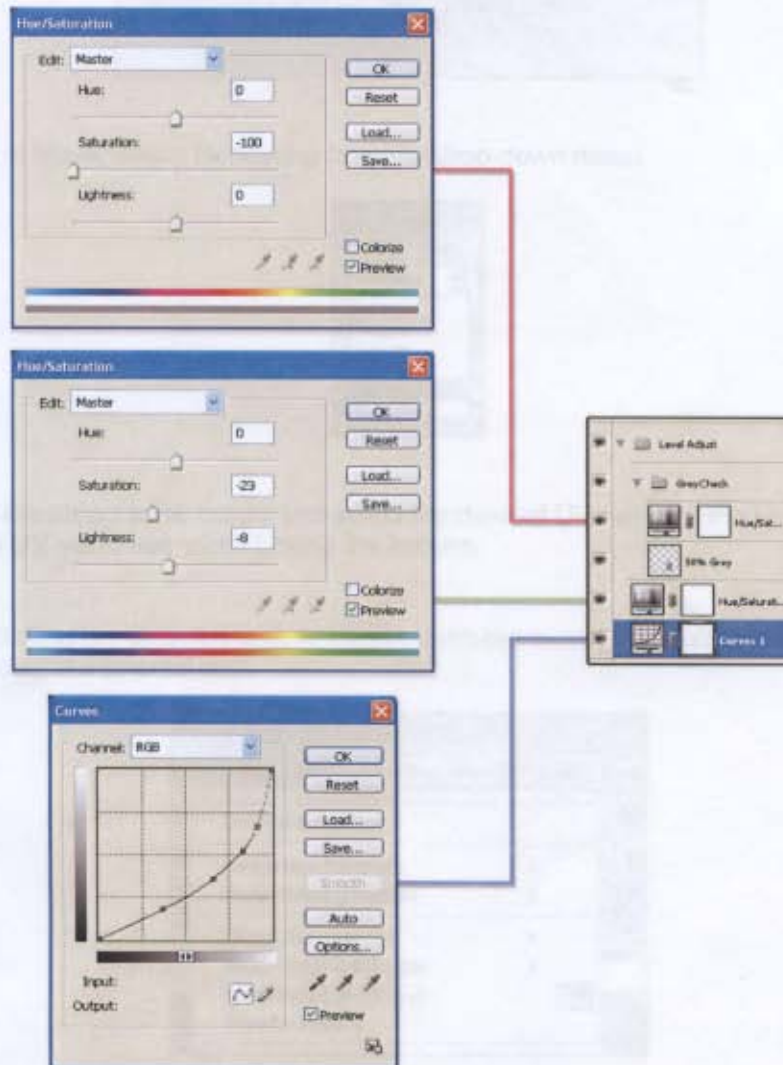 Hue/Saturation
Edit: Master
Hue: 0
Saturation: -100
Lightness: 0
OK
Reset
Load...
Save...
Colorize
Preview
Hue/Saturation
Edit: Master
Hue: 0
Saturation: -23
Lightness: -8
OK
Reset
Load...
Save...
Colorize
Preview
Level Adjust
GreyCheck
Hue/Sat...
50% Grey
Hue/Saturat...
Curves 1
Curves
Channel: RGB
OK
Reset
Load...
Save...
Smooth
Auto
Options...
Input:
Output:
Preview